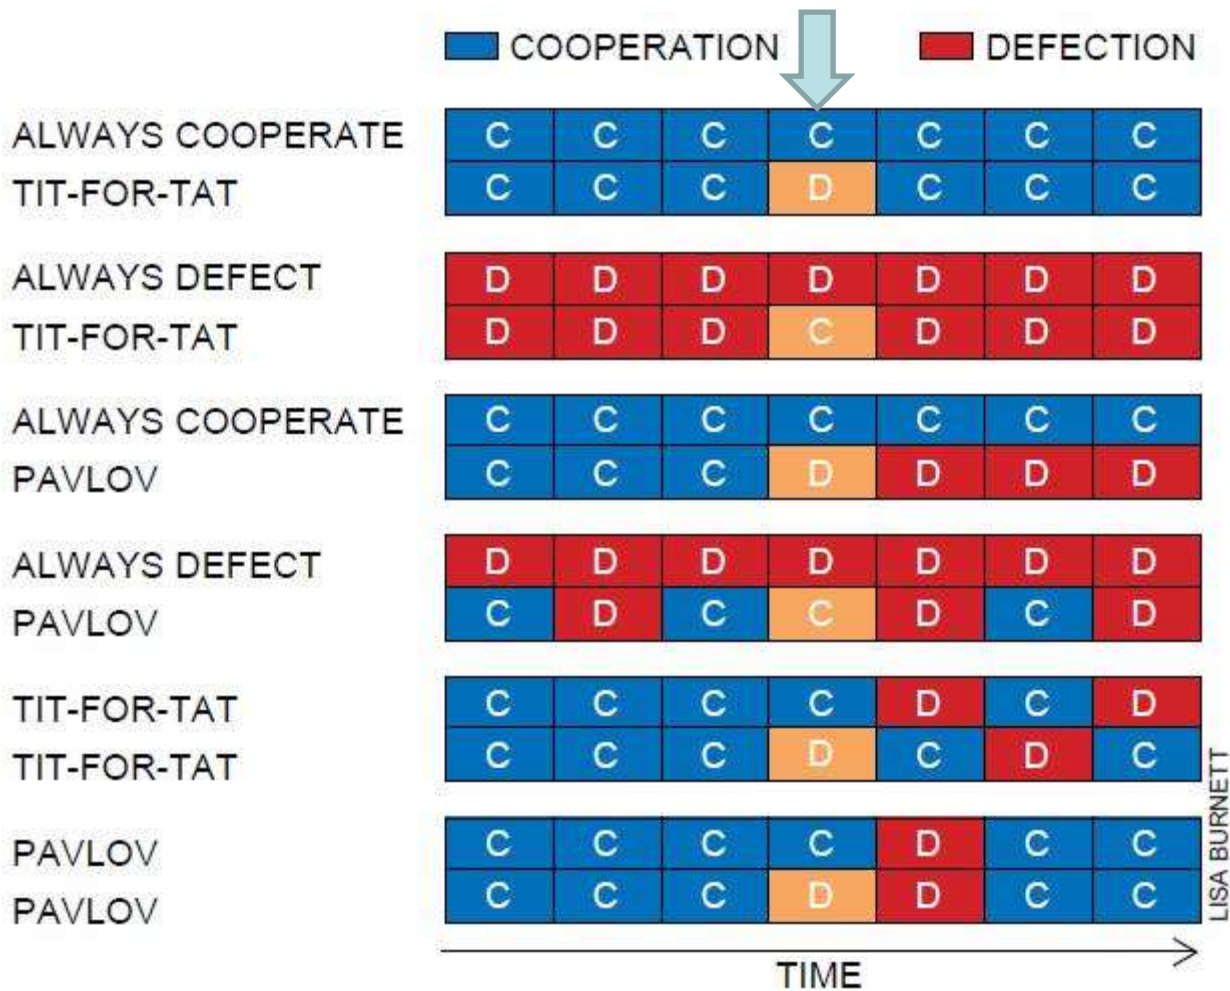 COOPERATION DEFECTION
ALWAYS COOPERATE C C C C C C C
TIT-FOR-TAT C C C D C C C
ALWAYS DEFECT D D D D D D D
TIT-FOR-TAT D D D C D D D
ALWAYS COOPERATE C C C C C C C
PAVLOV C C C D D D D
ALWAYS DEFECT D D D D D D D
PAVLOV C D C C D C D
TIT-FOR-TAT C C C C D C D
TIT-FOR-TAT C C C D C D C
PAVLOV C C C C D C C
PAVLOV C C C D D C C
TIME
LISA BURNETT